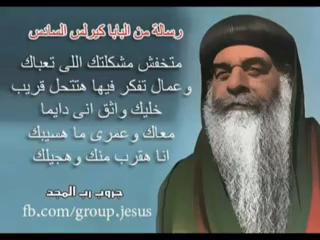 رسالة من البابا كيرلس السادس
متخفش مشكلتك اللى تعباك
وعمال تفكر فيها هتتحل قريب
خليك واثق انى دايما
معاك وعمرى ما هسيبك
انا هقرب منك وهجيلك
جروب رب المجد
fb.com/group.jesus